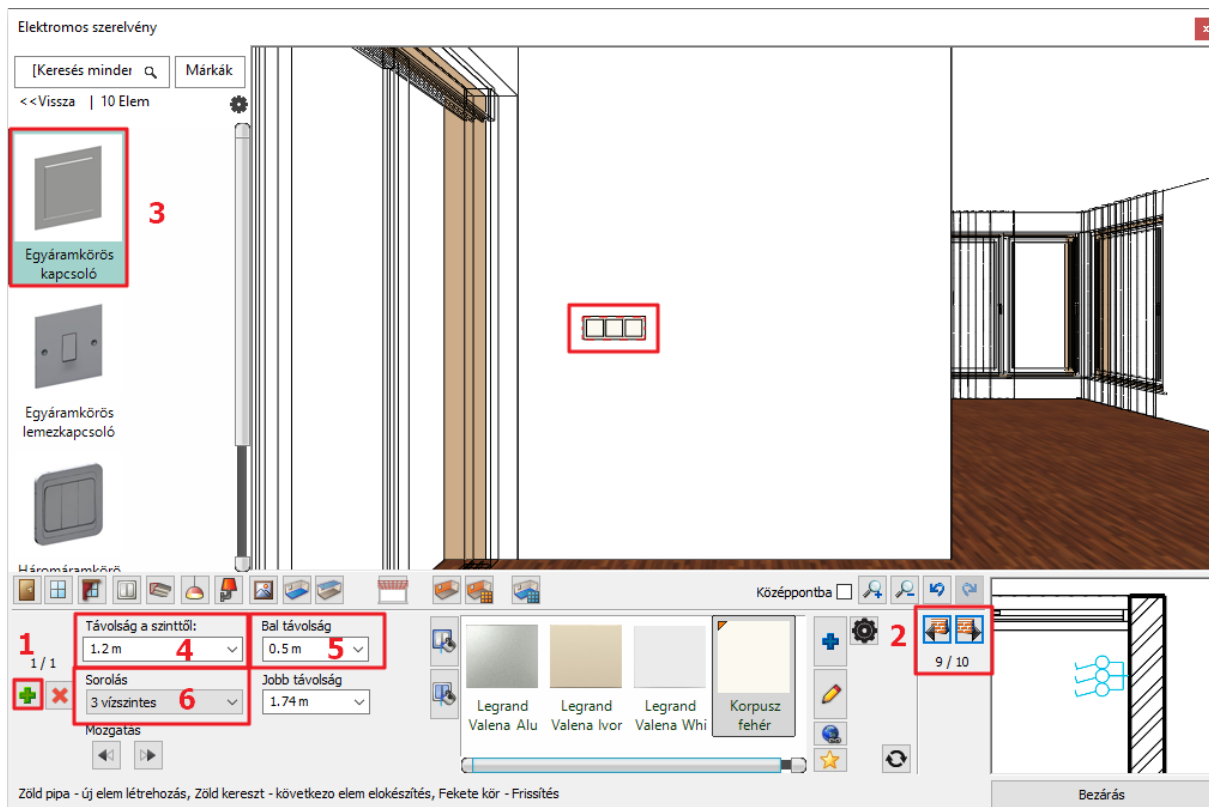 Elektromos szerelvény
x
[Keresés minder
Márkák
<<Vissza | 10 Elem
3
Egyáramkörös
kapcsoló
Egyáramkörös
lemezkapcsoló
Háromáramkörö
Középpontba
1
1 / 1
Távolság a szinttől:
1.2 m
4
Bal távolság
0.5 m
5
Sorolás
3 vízszintes
6
Jobb távolság
1.74 m
Mozgatás
Legrand
Valena Alu
Legrand
Valena Ivor
Legrand
Valena Whi
Korpusz
fehér
2
9 / 10
Zöld pipa - új elem létrehozás, Zöld kereszt - következo elem elokészítés, Fekete kör - Frissítés
Bezárás